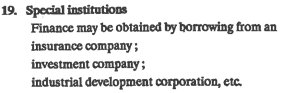 19. Special institutions
Finance may be obtained by borrowing from an
insurance company;
investment company;
industrial development corporation, etc.